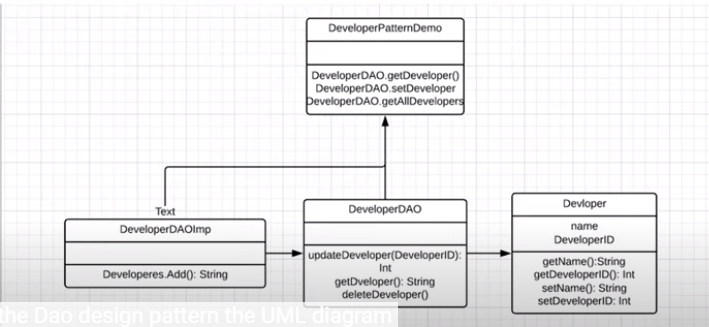 DeveloperPatternDemo
DeveloperDAO.getDeveloper()
DeveloperDAO.setDeveloper
DeveloperDAO.getAllDevelopers
Text
DeveloperDAOImp
Developeres.Add(): String
DeveloperDAO
updateDeveloper(DeveloperID):
Int
getDveloper(): String
deleteDeveloper()
Devloper
name
DeveloperID
getName():String
getDeveloperID(): Int
setName(): String
setDeveloperID: Int
the Dao design pattern the UML diagram